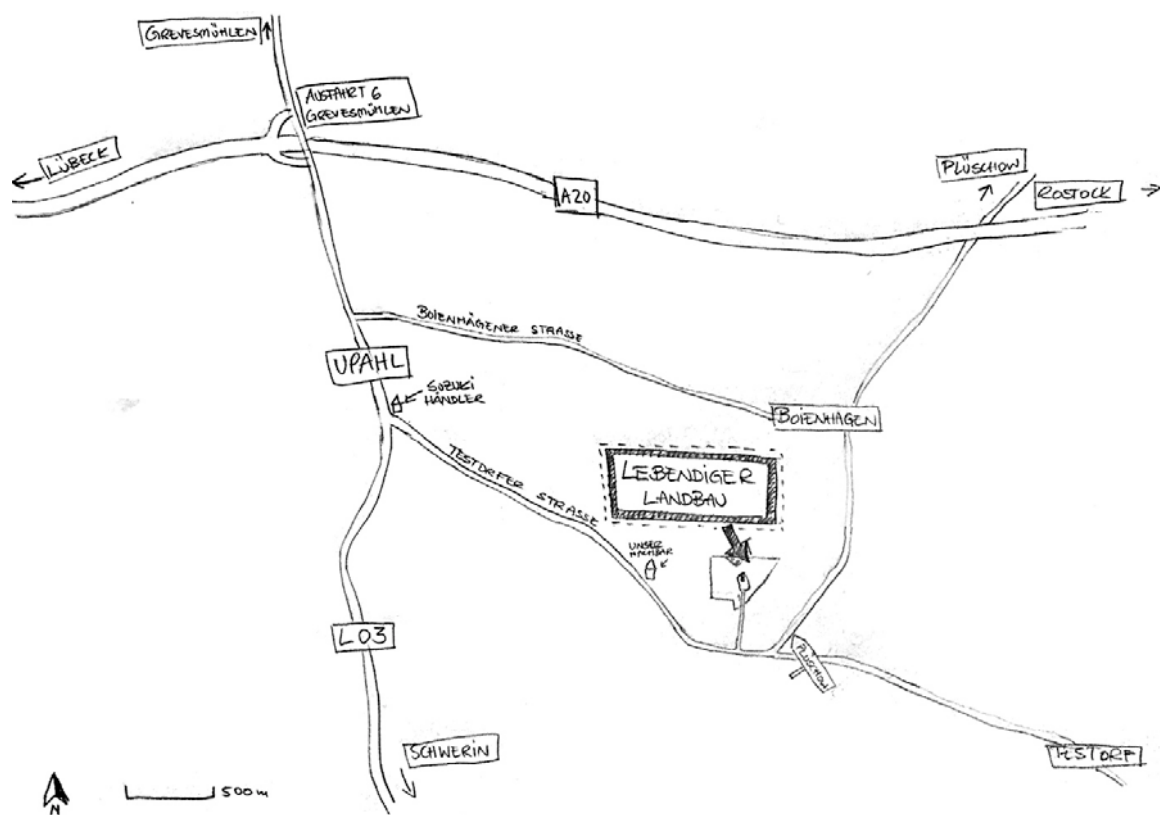 GREVESMÜHLEN
AUSFAHRT 6
GREVESMÜHLEN
LÜBECK
A20
PLÜSCHOW
ROSTOCK
BOIENHÄGENER STRASSE
UPAHL
SUZUKI
HÄNDLER
BOIENHAGEN
TESTORFER STRASSE
LEBENDIGER
LANDBAU
UNSER
NACHBAR
L03
PLÜSCHOW
SCHWERIN
TESTORF
N
500m